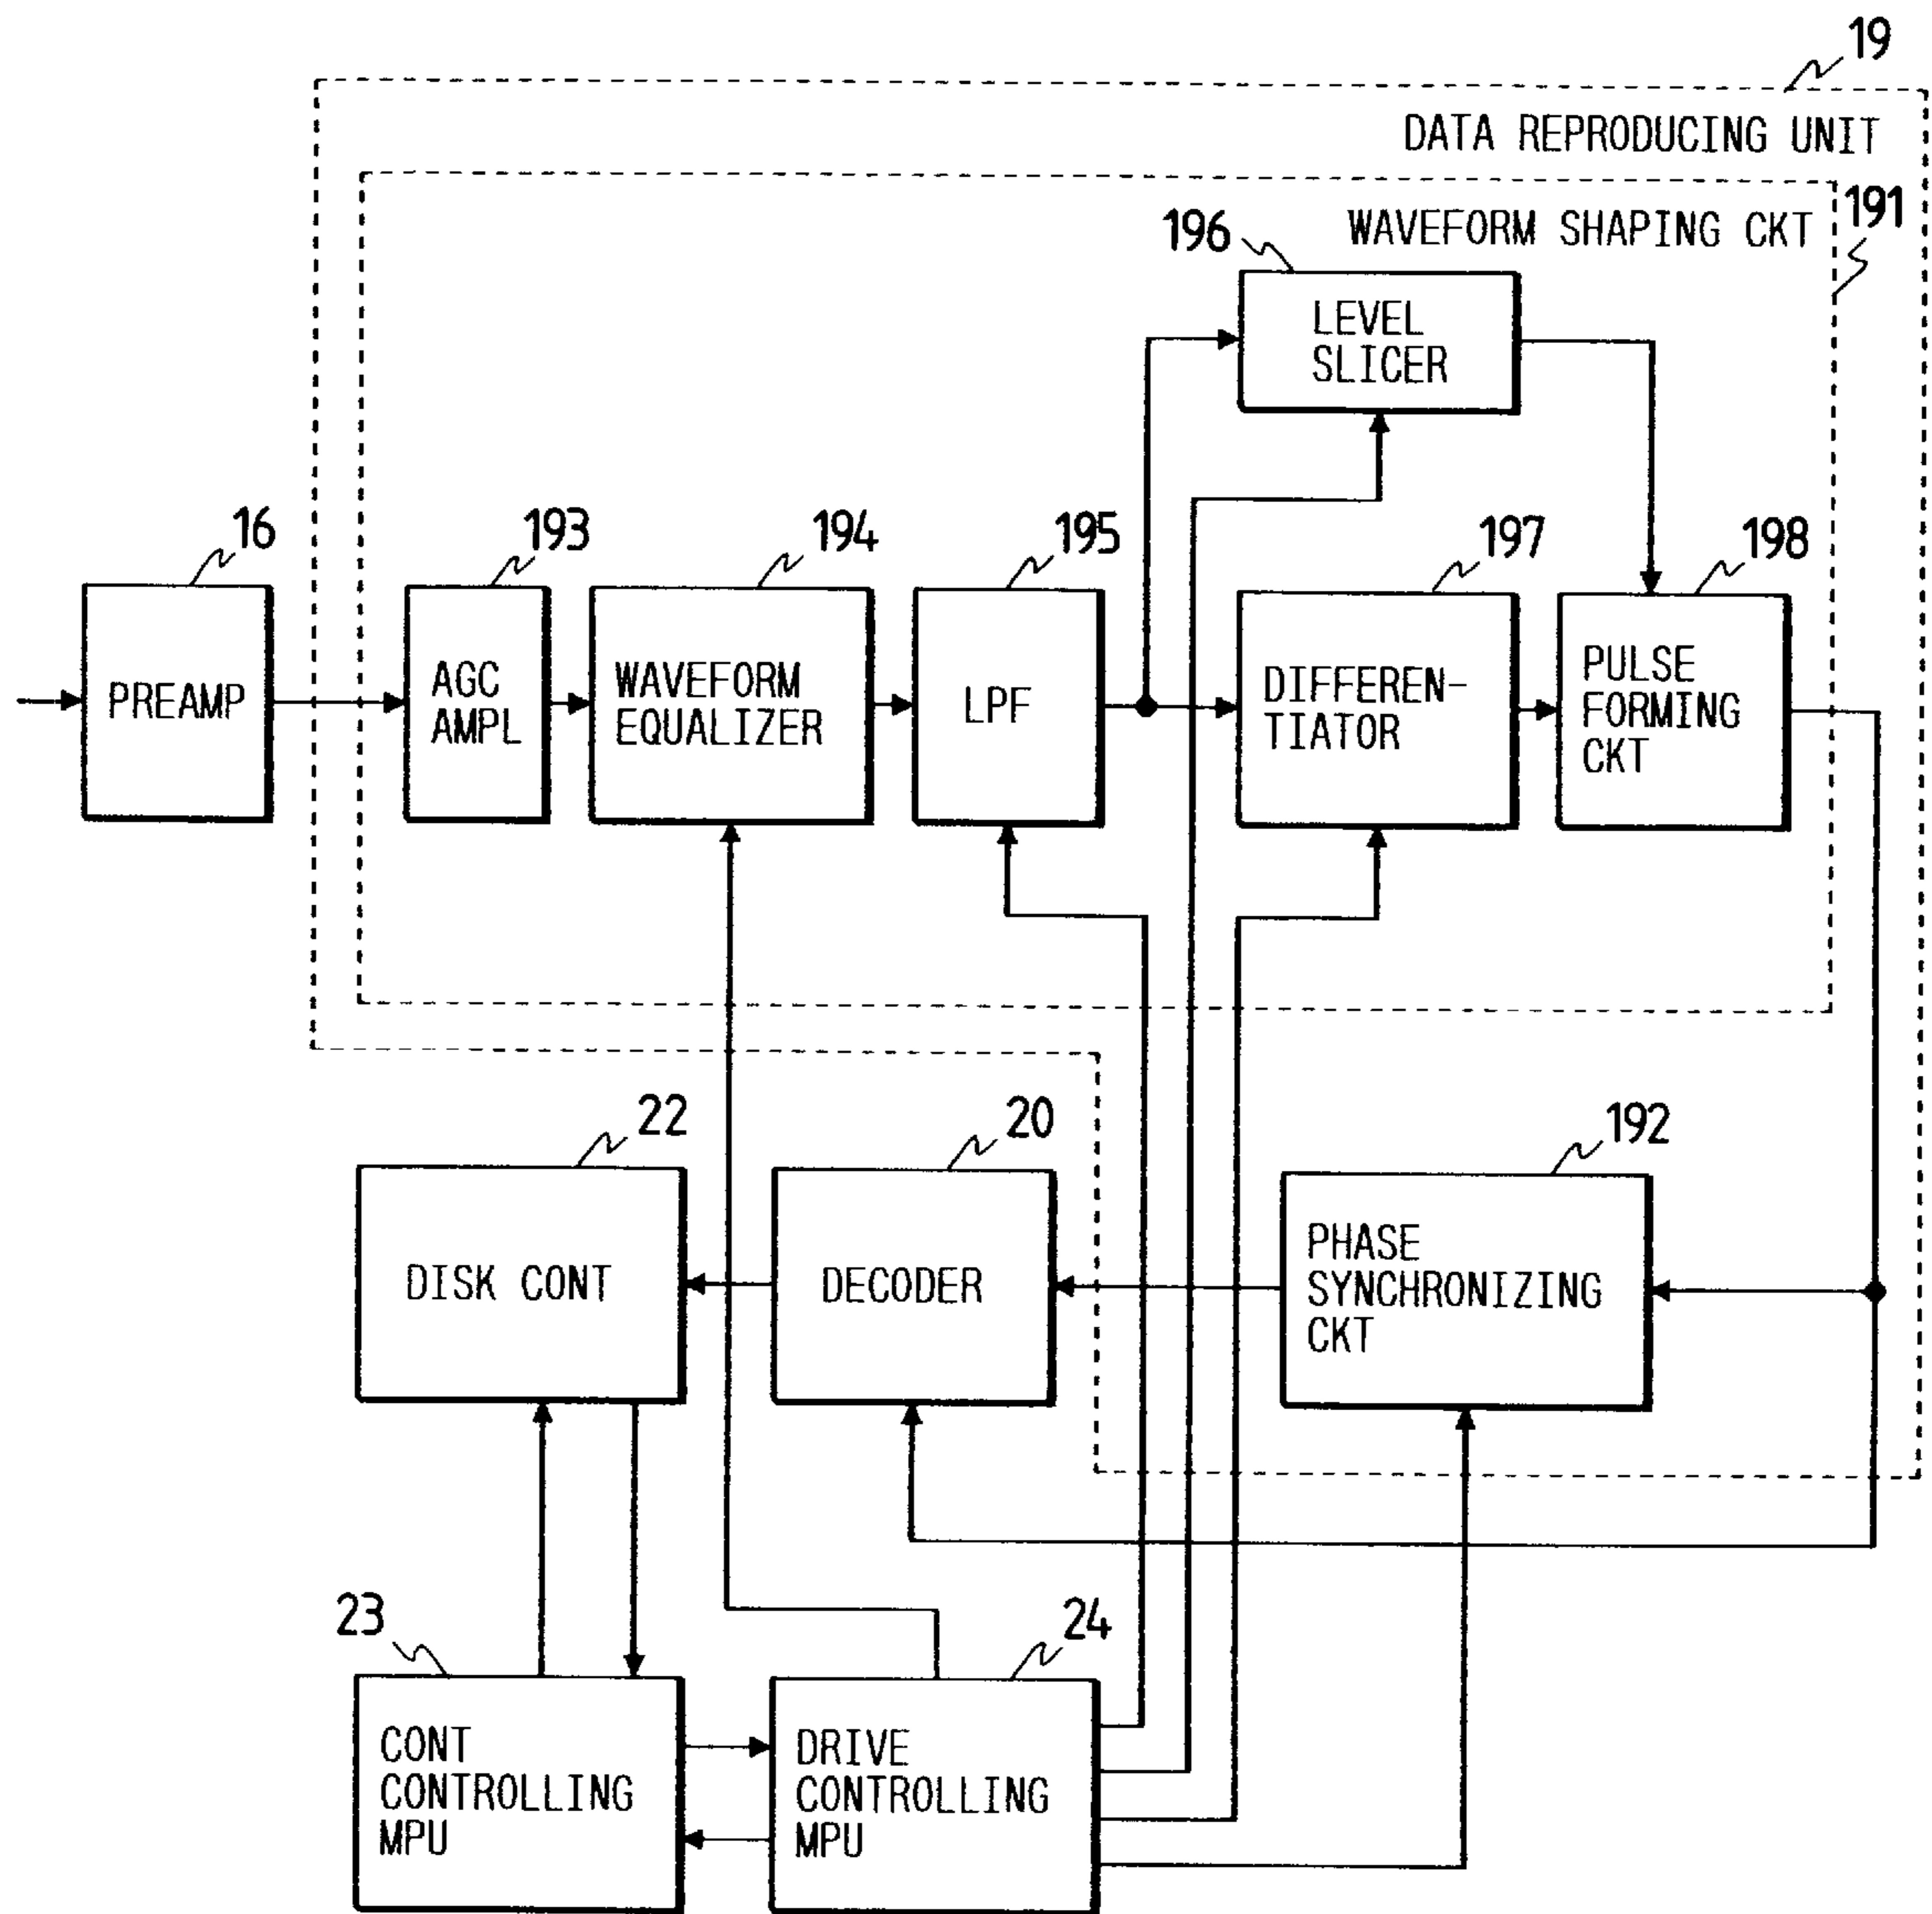 19
DATA REPRODUCING UNIT
191
WAVEFORM SHAPING CKT
196
LEVEL
SLICER
16
193
194
195
197
198
PREAMP
AGC
AMPL
WAVEFORM
EQUALIZER
LPF
DIFFEREN-
TIATOR
PULSE
FORMING
CKT
22
20
192
DISK CONT
DECODER
PHASE
SYNCHRONIZING
CKT
23
24
CONT
CONTROLLING
MPU
DRIVE
CONTROLLING
MPU